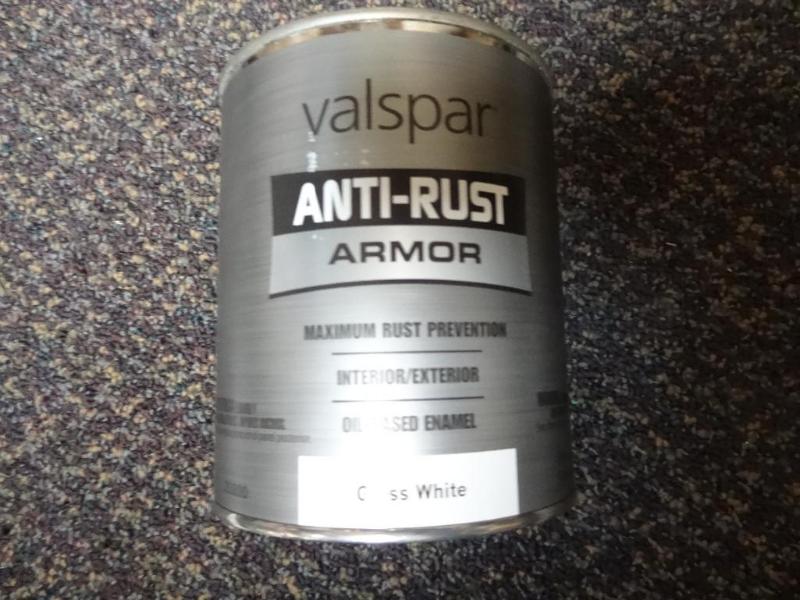 valspar
ANTI-RUST
ARMOR
MAXIMUM RUST PREVENTION
INTERIOR/EXTERIOR
ENAMEL
White